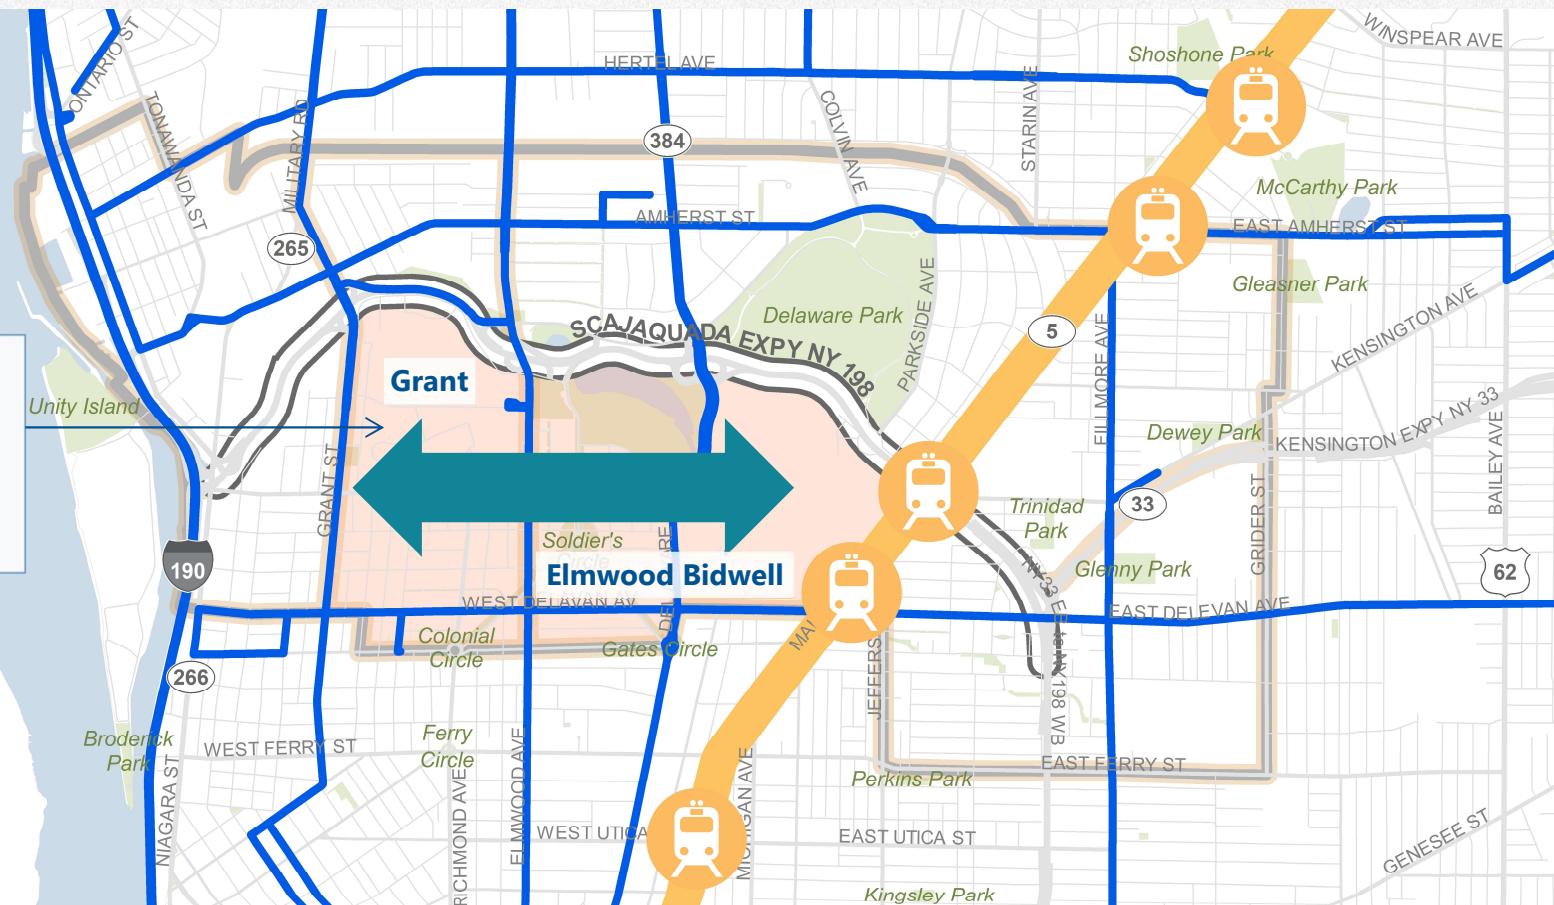 Shoshone Park
WINSPEAR AVE
ONTARIO ST
HERTEL AVE
TONAWANDA ST
MILITARY RD
COLVIN AVE
STARIN AVE
384
McCarthy Park
AMHERST ST
EAST AMHERST ST
265
Gleasner Park
PARKSIDE AVE
KENSINGTON AVE
Delaware Park
SCAJAQUADA EXPY NY 198
5
FILLMORE AVE
Grant
Unity Island
Dewey Park
KENSINGTON EXPY NY 33
BAILEY AVE
GRANT ST
GRIDER ST
Trinidad
Park
33
Soldier's
Circle
190
Elmwood Bidwell
Glenny Park
62
WEST DELAVAN AV
EAST DELEVAN AVE
Colonial
Circle
Gates Circle
266
NY 198 WB
Broderick
Park
WEST FERRY ST
Ferry
Circle
EAST FERRY ST
Perkins Park
NIAGARA ST
RICHMOND AVE
ELMWOOD AVE
WEST UTICA
MICHIGAN AVE
EAST UTICA ST
GENESEE ST
Kingsley Park